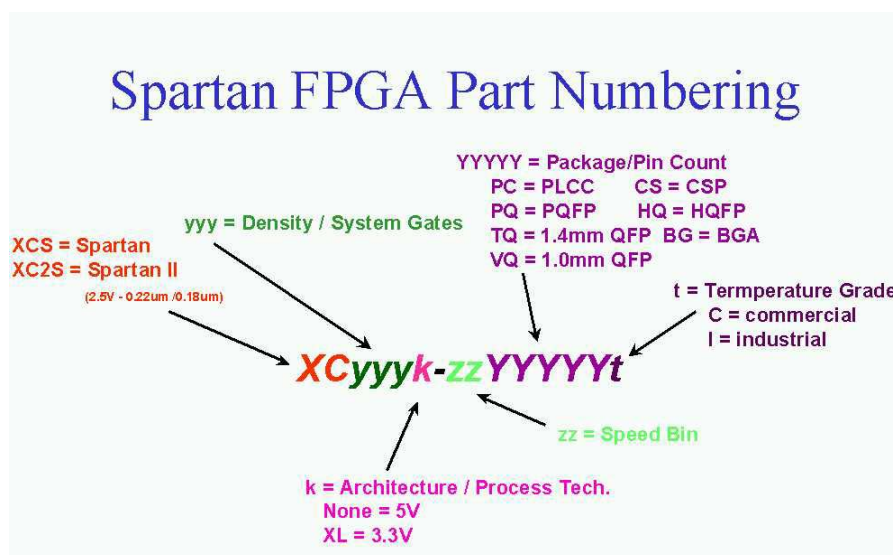 Spartan FPGA Part Numbering
YYYYY = Package/Pin Count
PC = PLCC CS = CSP
PQ = PQFP HQ = HQFP
TQ = 1.4mm QFP BG = BGA
VQ = 1.0mm QFP
yyy = Density / System Gates
XCS = Spartan
XC2S = Spartan II
(2.5V - 0.22um /0.18um)
t = Termperature Grade
C = commercial
I = industrial
XCyyyk-zzYYYYYt
zz = Speed Bin
k = Architecture / Process Tech.
None = 5V
XL = 3.3V